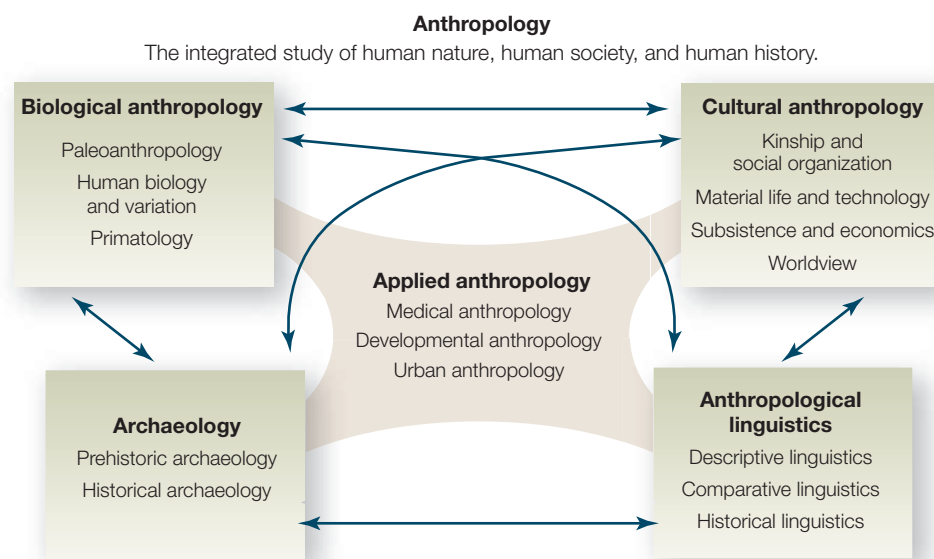 Anthropology
The integrated study of human nature, human society, and human history.
Biological anthropology
Paleoanthropology
Human biology
and variation
Primatology
Cultural anthropology
Kinship and
social organization
Material life and technology
Subsistence and economics
Worldview
Applied anthropology
Medical anthropology
Developmental anthropology
Urban anthropology
Archaeology
Prehistoric archaeology
Historical archaeology
Anthropological
linguistics
Descriptive linguistics
Comparative linguistics
Historical linguistics